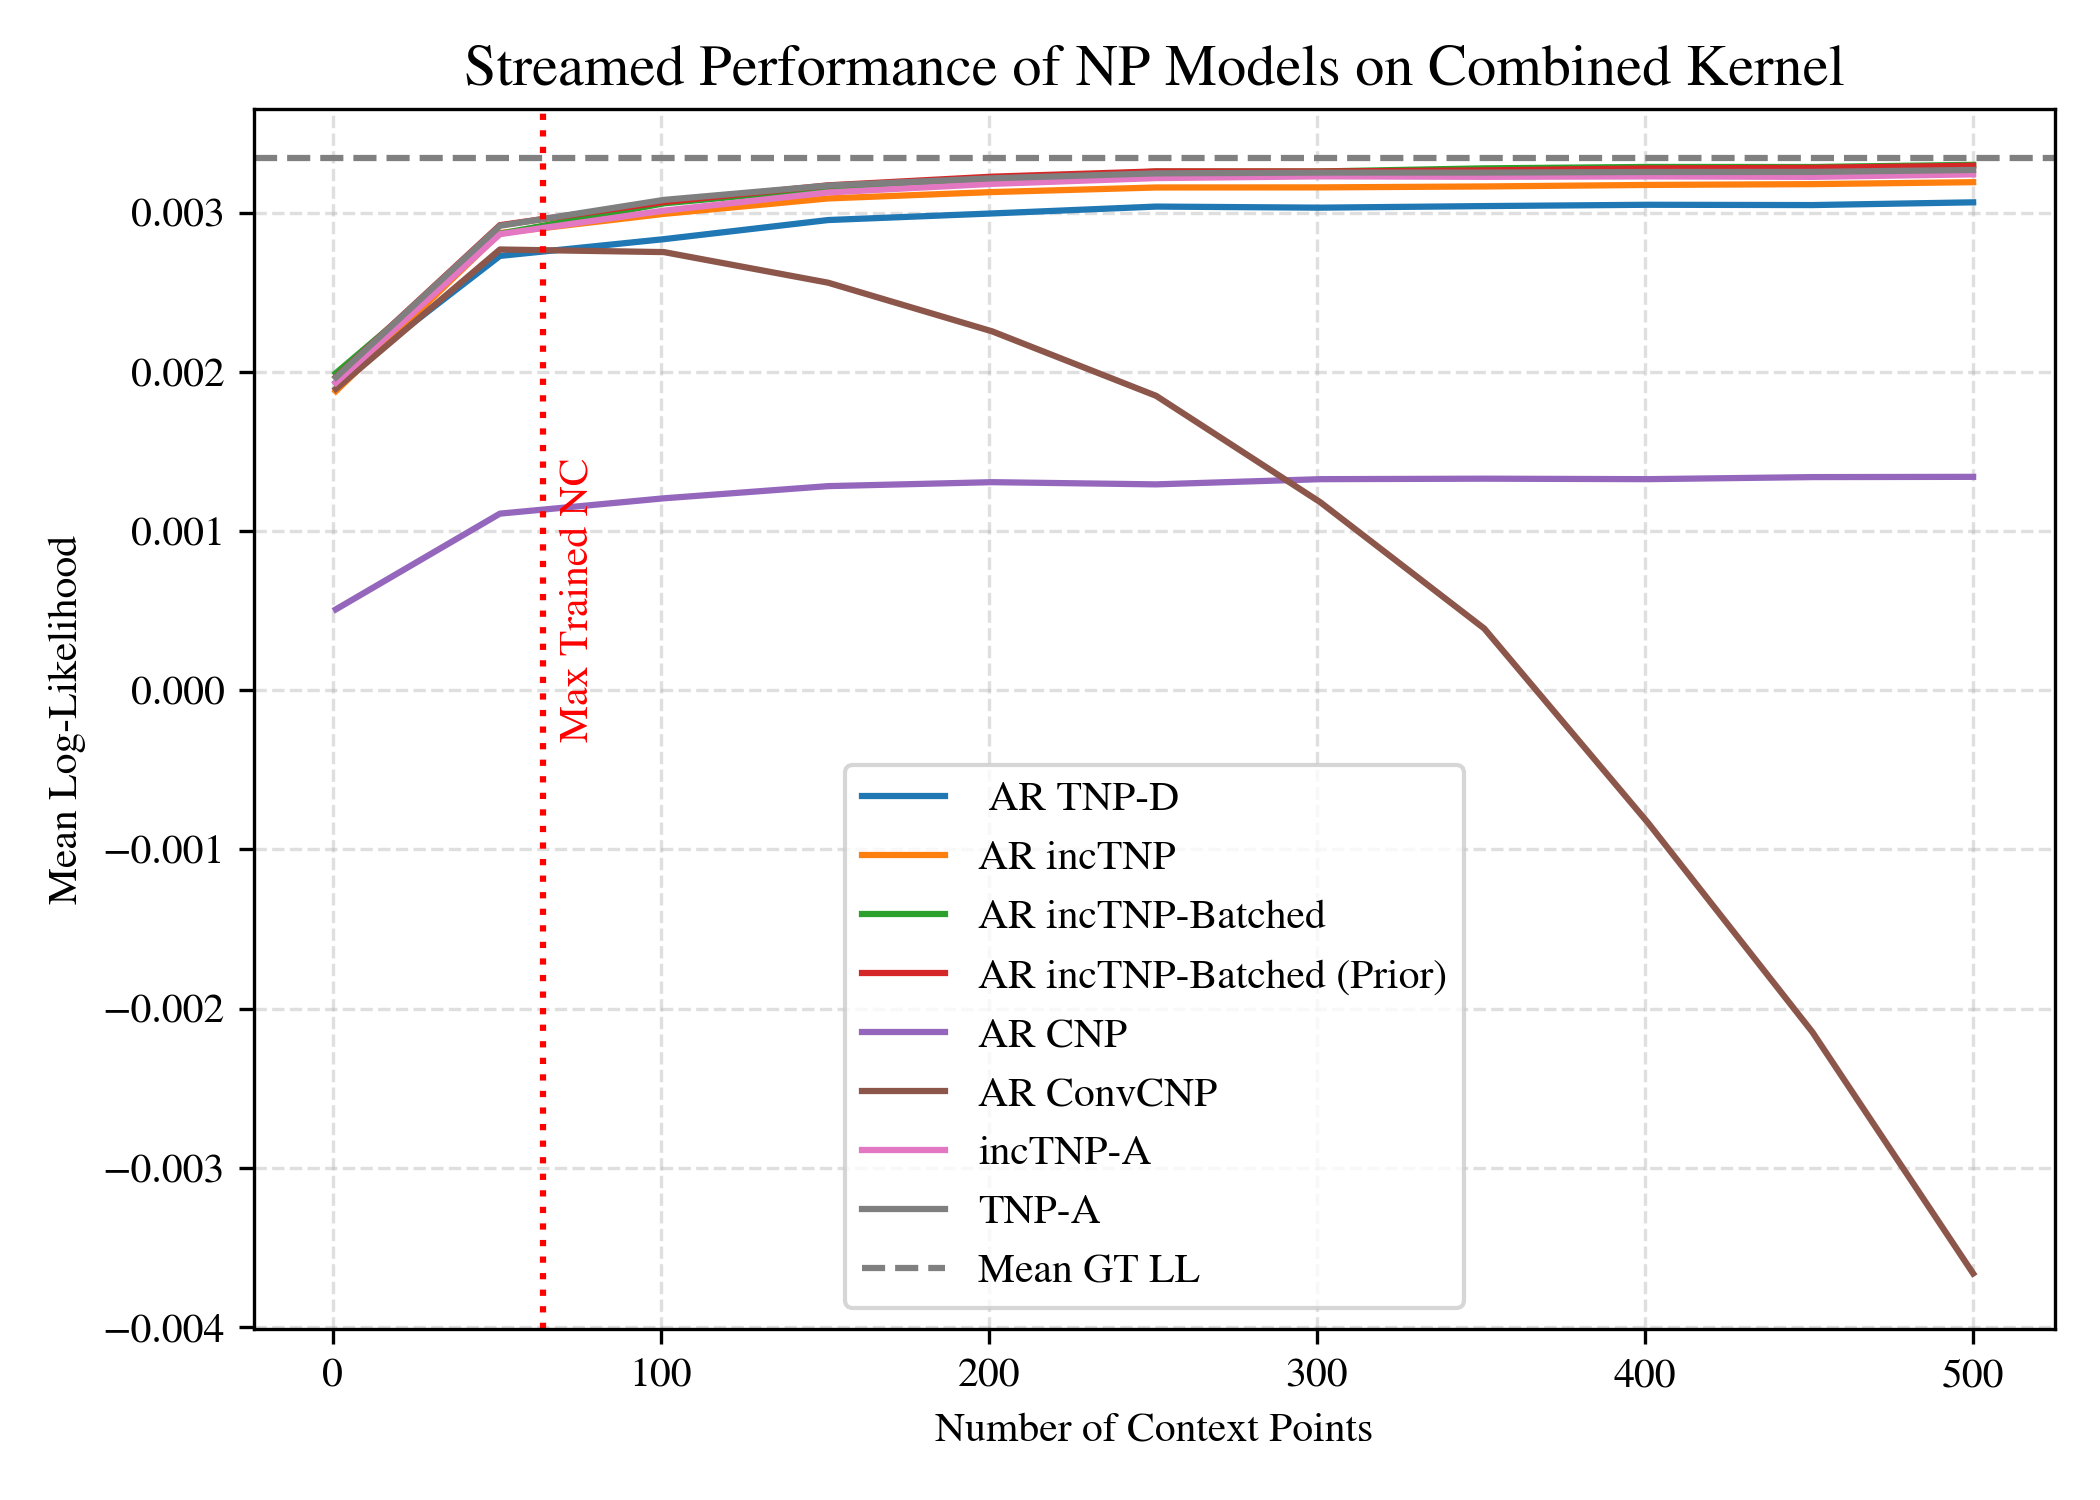 Streamed Performance of NP Models on Combined Kernel
Mean Log-Likelihood
0.003
0.002
0.001
0.000
−0.001
−0.002
−0.003
−0.004
Max Trained NC
AR TNP-D
AR incTNP
AR incTNP-Batched
AR incTNP-Batched (Prior)
AR CNP
AR ConvCNP
incTNP-A
TNP-A
Mean GT LL
0
100
200
300
400
500
Number of Context Points